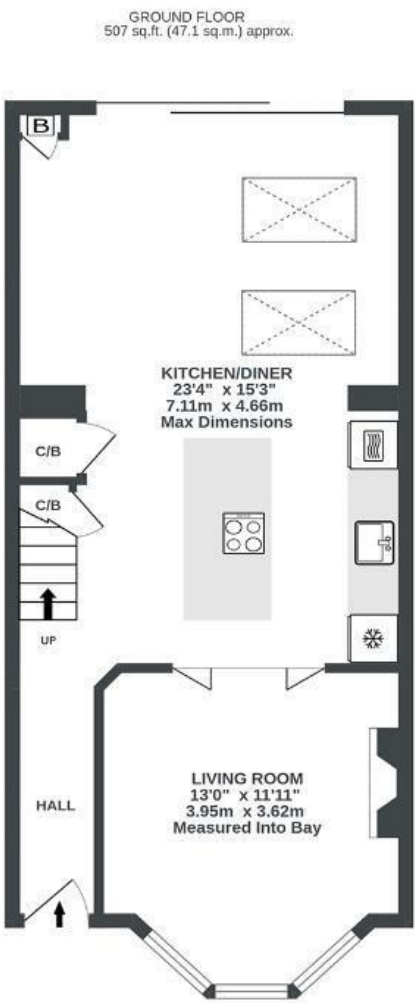 GROUND FLOOR
507 sq.ft. (47.1 sq.m.) approx.
B
KITCHEN/DINER
23'4" x 15'3"
7.11m x 4.66m
Max Dimensions
C/B
C/B
UP
HALL
LIVING ROOM
13'0" x 11'11"
3.95m x 3.62m
Measured Into Bay